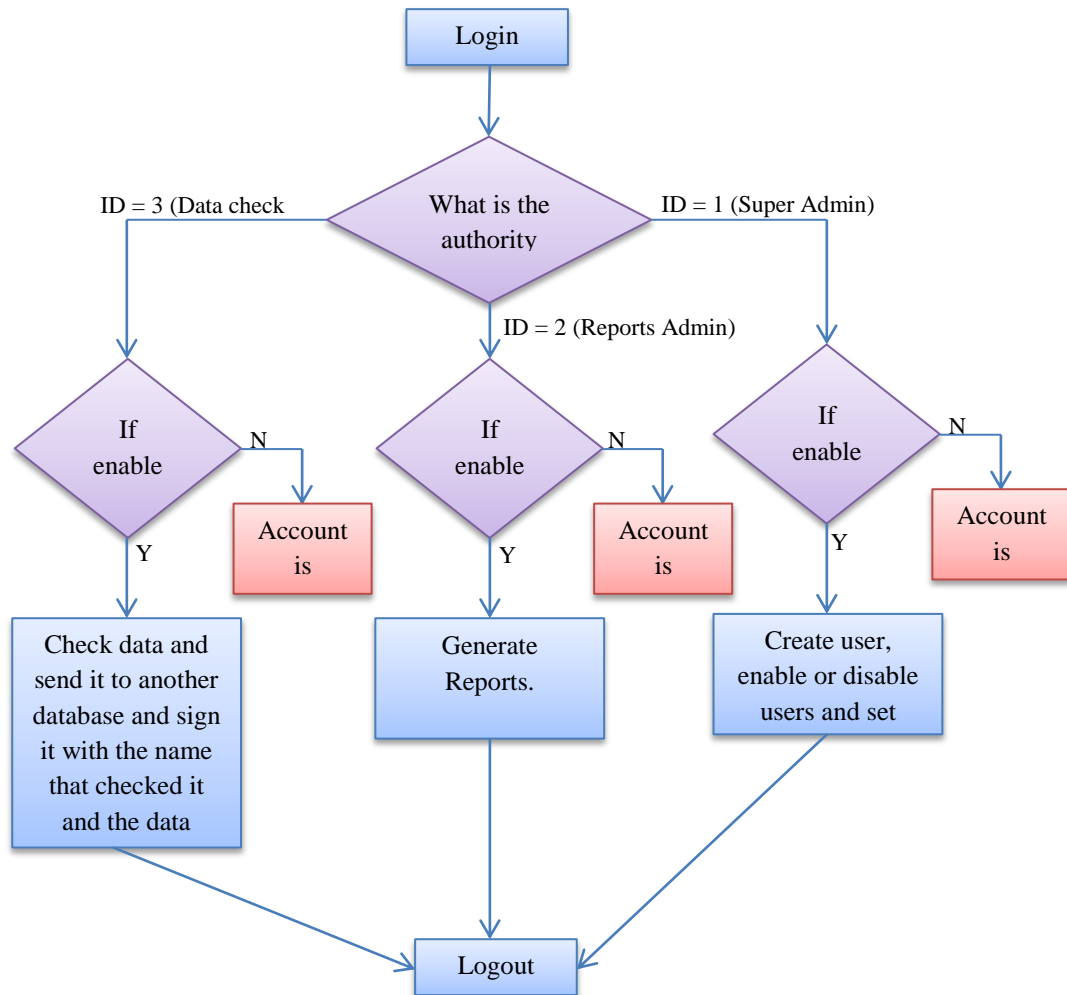 Login
What is the
authority
ID = 3 (Data check
ID = 1 (Super Admin)
ID = 2 (Reports Admin)
If
enable
N
Y
Account
is
If
enable
N
Y
Account
is
If
enable
N
Y
Account
is
Check data and
send it to another
database and sign
it with the name
that checked it
and the data
Generate
Reports.
Create user,
enable or disable
users and set
Logout